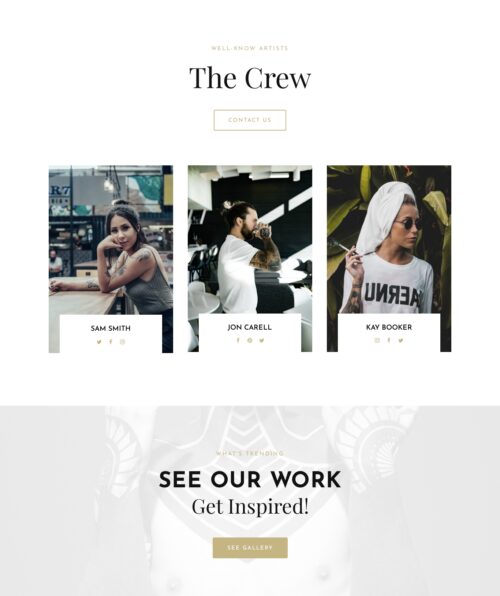 WELL-KNOW ARTISTS
The Crew
CONTACT US
SAM SMITH
JON CARELL
KAY BOOKER
WHAT'S TRENDING
SEE OUR WORK
Get Inspired!
SEE GALLERY